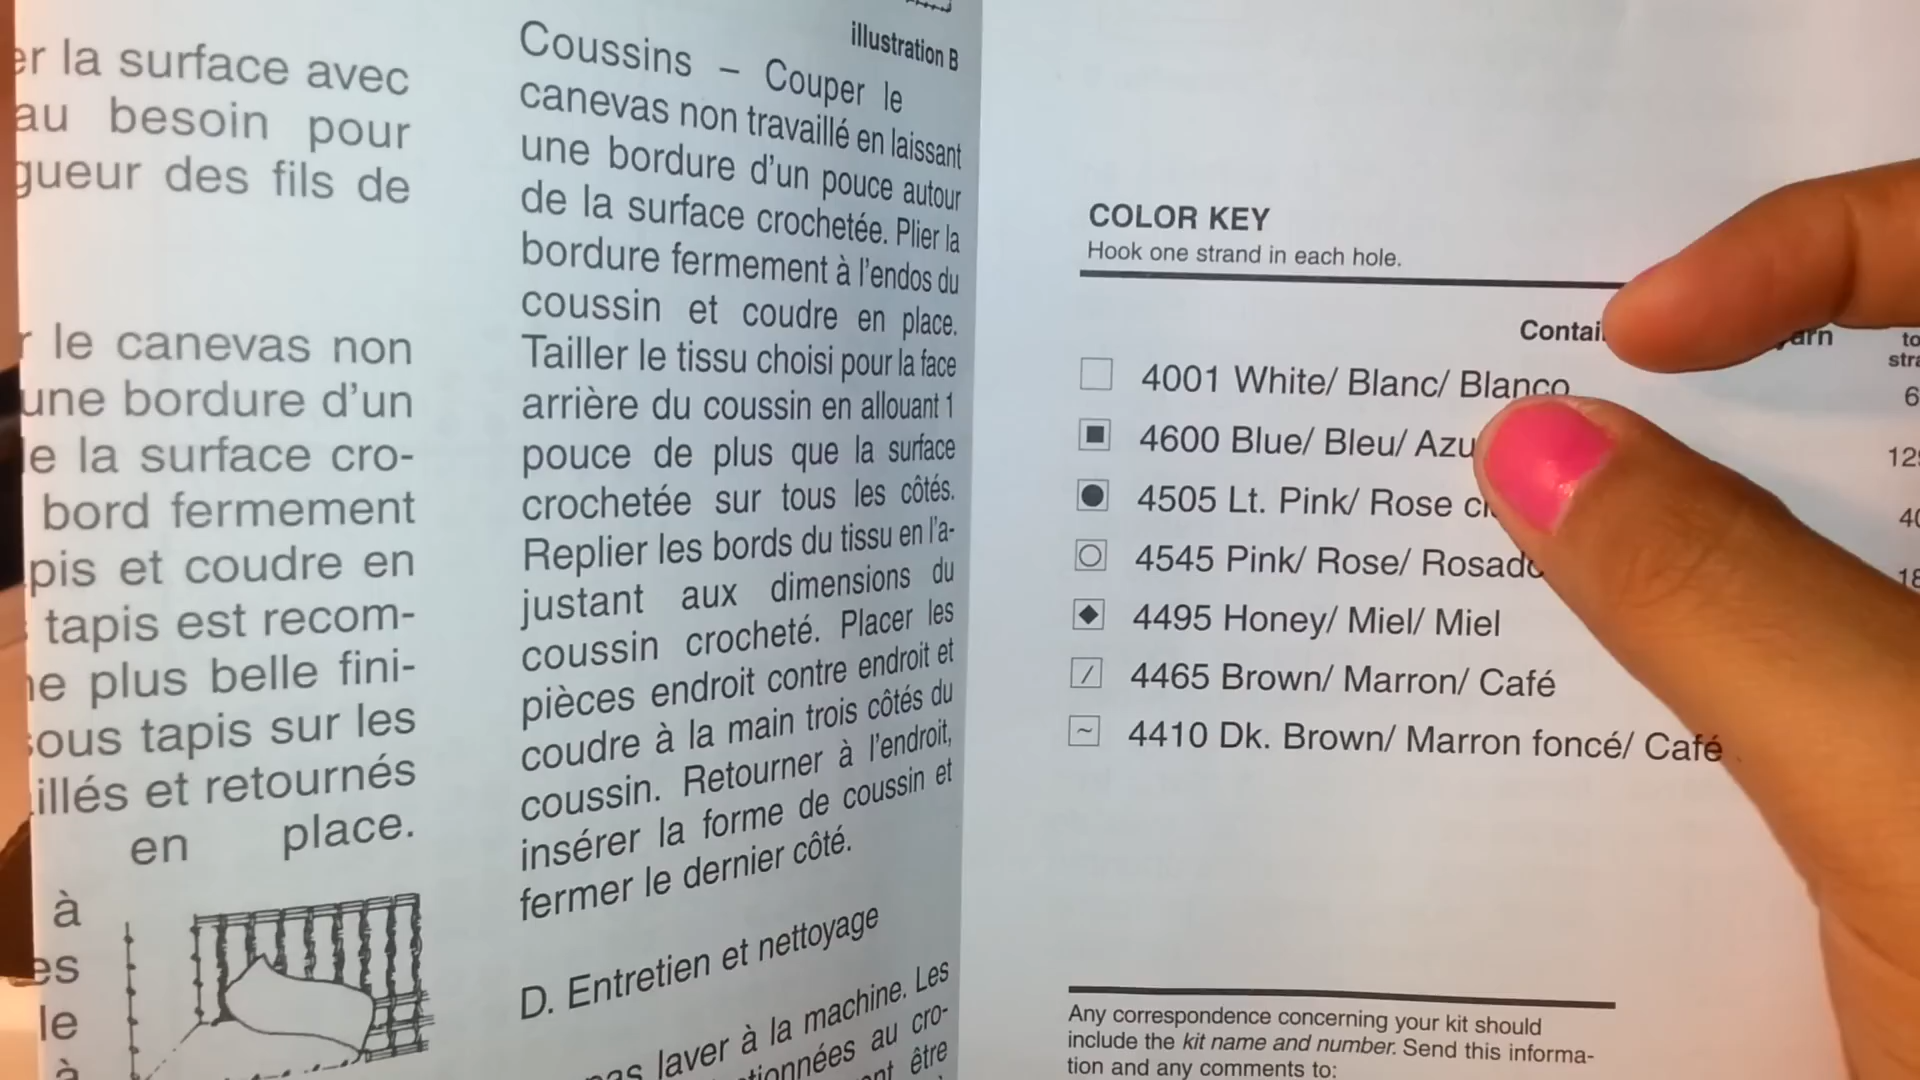 er la surface avec
au besoin pour
gueur des fils de
r le canevas non
une bordure d'un
de la surface cro-
bord fermement
pis et coudre en
tapis est recom-
ne plus belle fini-
sous tapis sur les
illés et retournés
en place.
à
es
le
à
illustration B
Coussins – Couper le
canevas non travaillé en laissant
une bordure d'un pouce autour
de la surface crochetée. Plier la
bordure fermement à l'endos du
coussin et coudre en place.
Tailler le tissu choisi pour la face
arrière du coussin en allouant 1
pouce de plus que la surface
crochetée sur tous les côtés.
Replier les bords du tissu en l'a-
justant aux dimensions du
coussin crocheté. Placer les
pièces endroit contre endroit et
coudre à la main trois côtés du
coussin. Retourner à l'endroit,
insérer la forme de coussin et
fermer le dernier côté.
D. Entretien et nettoyage
pas laver à la machine. Les
tionnées au cro-
être
COLOR KEY
Hook one strand in each hole.
4001 White/ Blanc/ Blanco
4600 Blue/ Bleu/ Azu
4505 Lt. Pink/ Rose
4545 Pink/ Rose/ Rosado
4495 Honey/ Miel/ Miel
4465 Brown/ Marron/ Café
4410 Dk. Brown/ Marron foncé/ Café
Any correspondence concerning your kit should
include the kit name and number. Send this informa-
tion and any comments to: